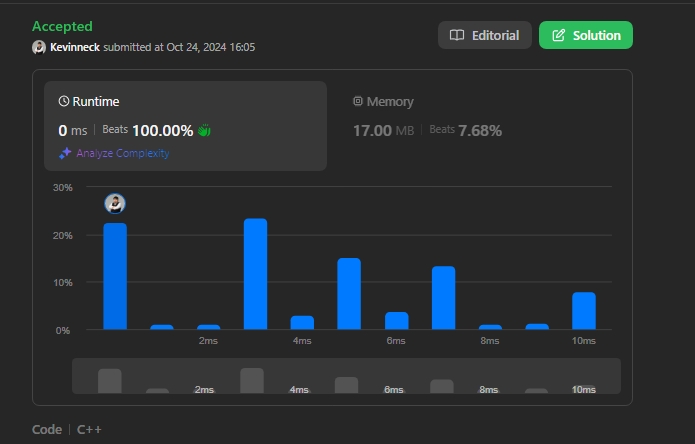 Accepted
Kevinneck submitted at Oct 24, 2024 16:05
Editorial
Solution
Runtime
0 ms | Beats 100.00%
Analyze Complexity
Memory
17.00 MB | Beats 7.68%
30%
20%
10%
0%
2ms 4ms 6ms 8ms 10ms
2ms 4ms 6ms 8ms 10ms
Code | C++